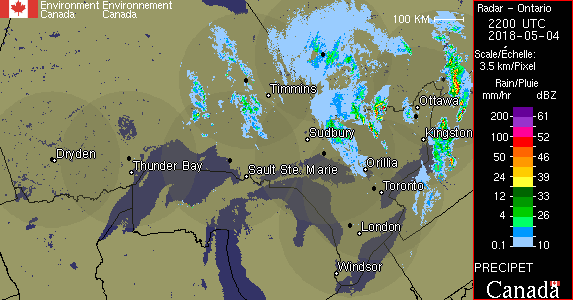 Environment Environnement
Canada Canada
100 KM
Timmins
Ottawa
Sudbury
Kingston
Dryden
Thunder Bay
Sault Ste. Marie
Orillia
Toronto
London
Windsor
Radar - Ontario
2200 UTC
2018-05-04
Scale/Échelle:
3.5 km/Pixel
Rain/Pluie
mm/hr dBZ
200 61
100 52
50 46
24 39
12 33
4 26
0.1 10
PRECIPET
Canada